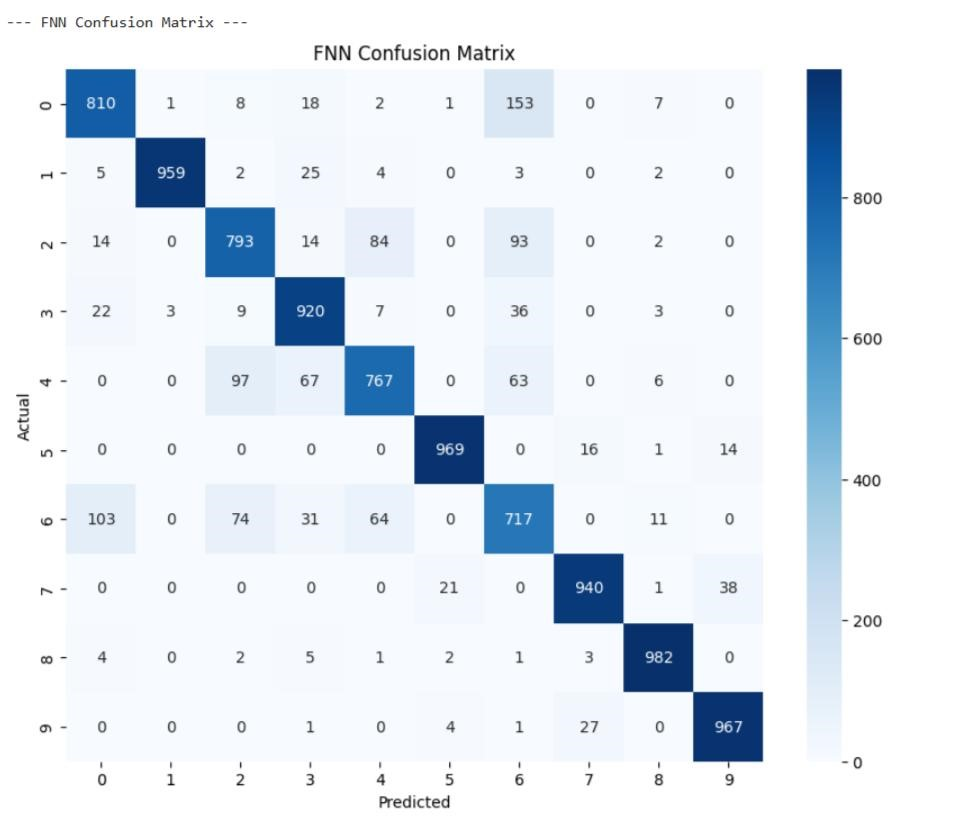 --- FNN Confusion Matrix ---
FNN Confusion Matrix
0 810 1 8 18 2 1 153 0 7 0
1 5 959 2 25 4 0 3 0 2 0
2 14 0 793 14 84 0 93 0 2 0
3 22 3 9 920 7 0 36 0 3 0
4 0 0 97 67 767 0 63 0 6 0
5 0 0 0 0 969 0 16 1 14
6 103 0 74 31 64 0 717 0 11 0
7 0 0 0 0 0 21 0 940 1 38
8 4 0 2 5 1 2 1 3 982 0
9 0 0 0 1 0 4 1 27 0 967
0 1 2 3 4 5 6 7 8 9
Predicted
Actual
800
600
400
200
0